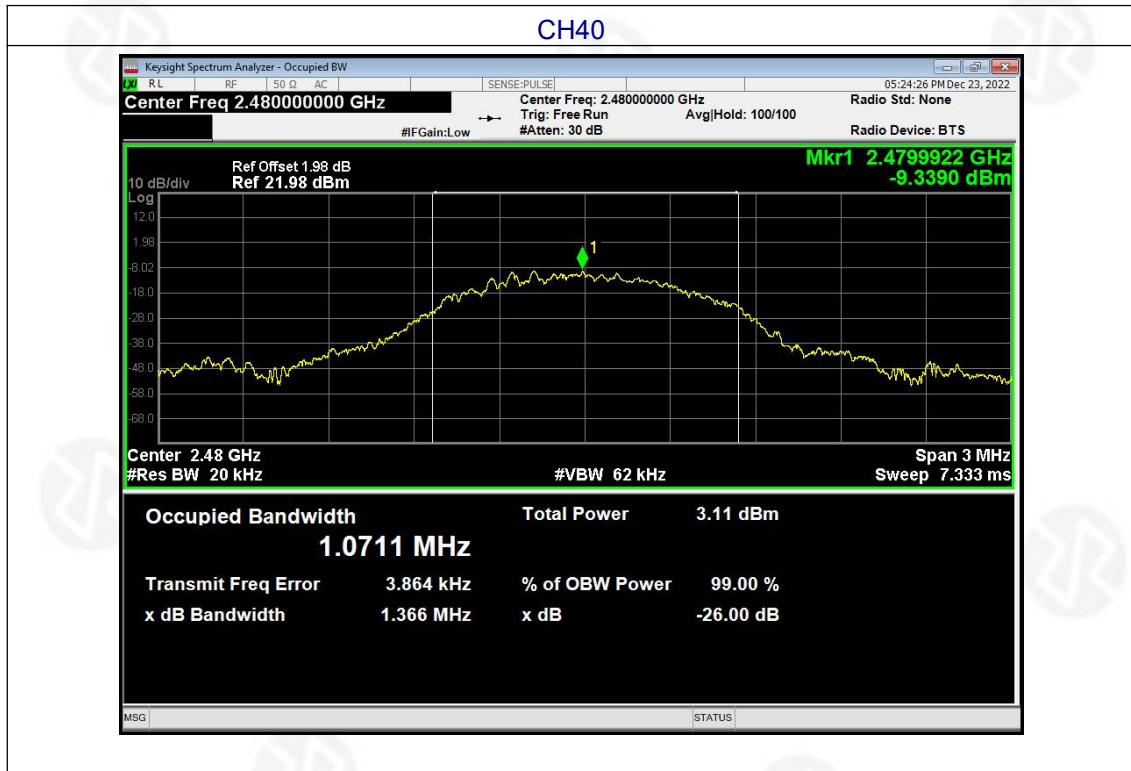 CH40
Keysight Spectrum Analyzer - Occupied BW
LXI RL RF 50 Ω AC SENSE:PULSE 05:24:26 PM Dec 23, 2022
Center Freq 2.480000000 GHz Center Freq: 2.480000000 GHz Radio Std: None
Trig: Free Run Avg|Hold: 100/100
#IFGain:Low #Atten: 30 dB Radio Device: BTS
Mkr1 2.4799922 GHz
Ref Offset 1.98 dB
10 dB/div Ref 21.98 dBm -9.3390 dBm
Log
12.0
1.98
1
-8.02
-18.0
-28.0
-38.0
-48.0
-58.0
-68.0
Center 2.48 GHz Span 3 MHz
#Res BW 20 kHz #VBW 62 kHz Sweep 7.333 ms
Occupied Bandwidth Total Power 3.11 dBm
1.0711 MHz
Transmit Freq Error 3.864 kHz % of OBW Power 99.00 %
x dB Bandwidth 1.366 MHz x dB -26.00 dB
MSG STATUS